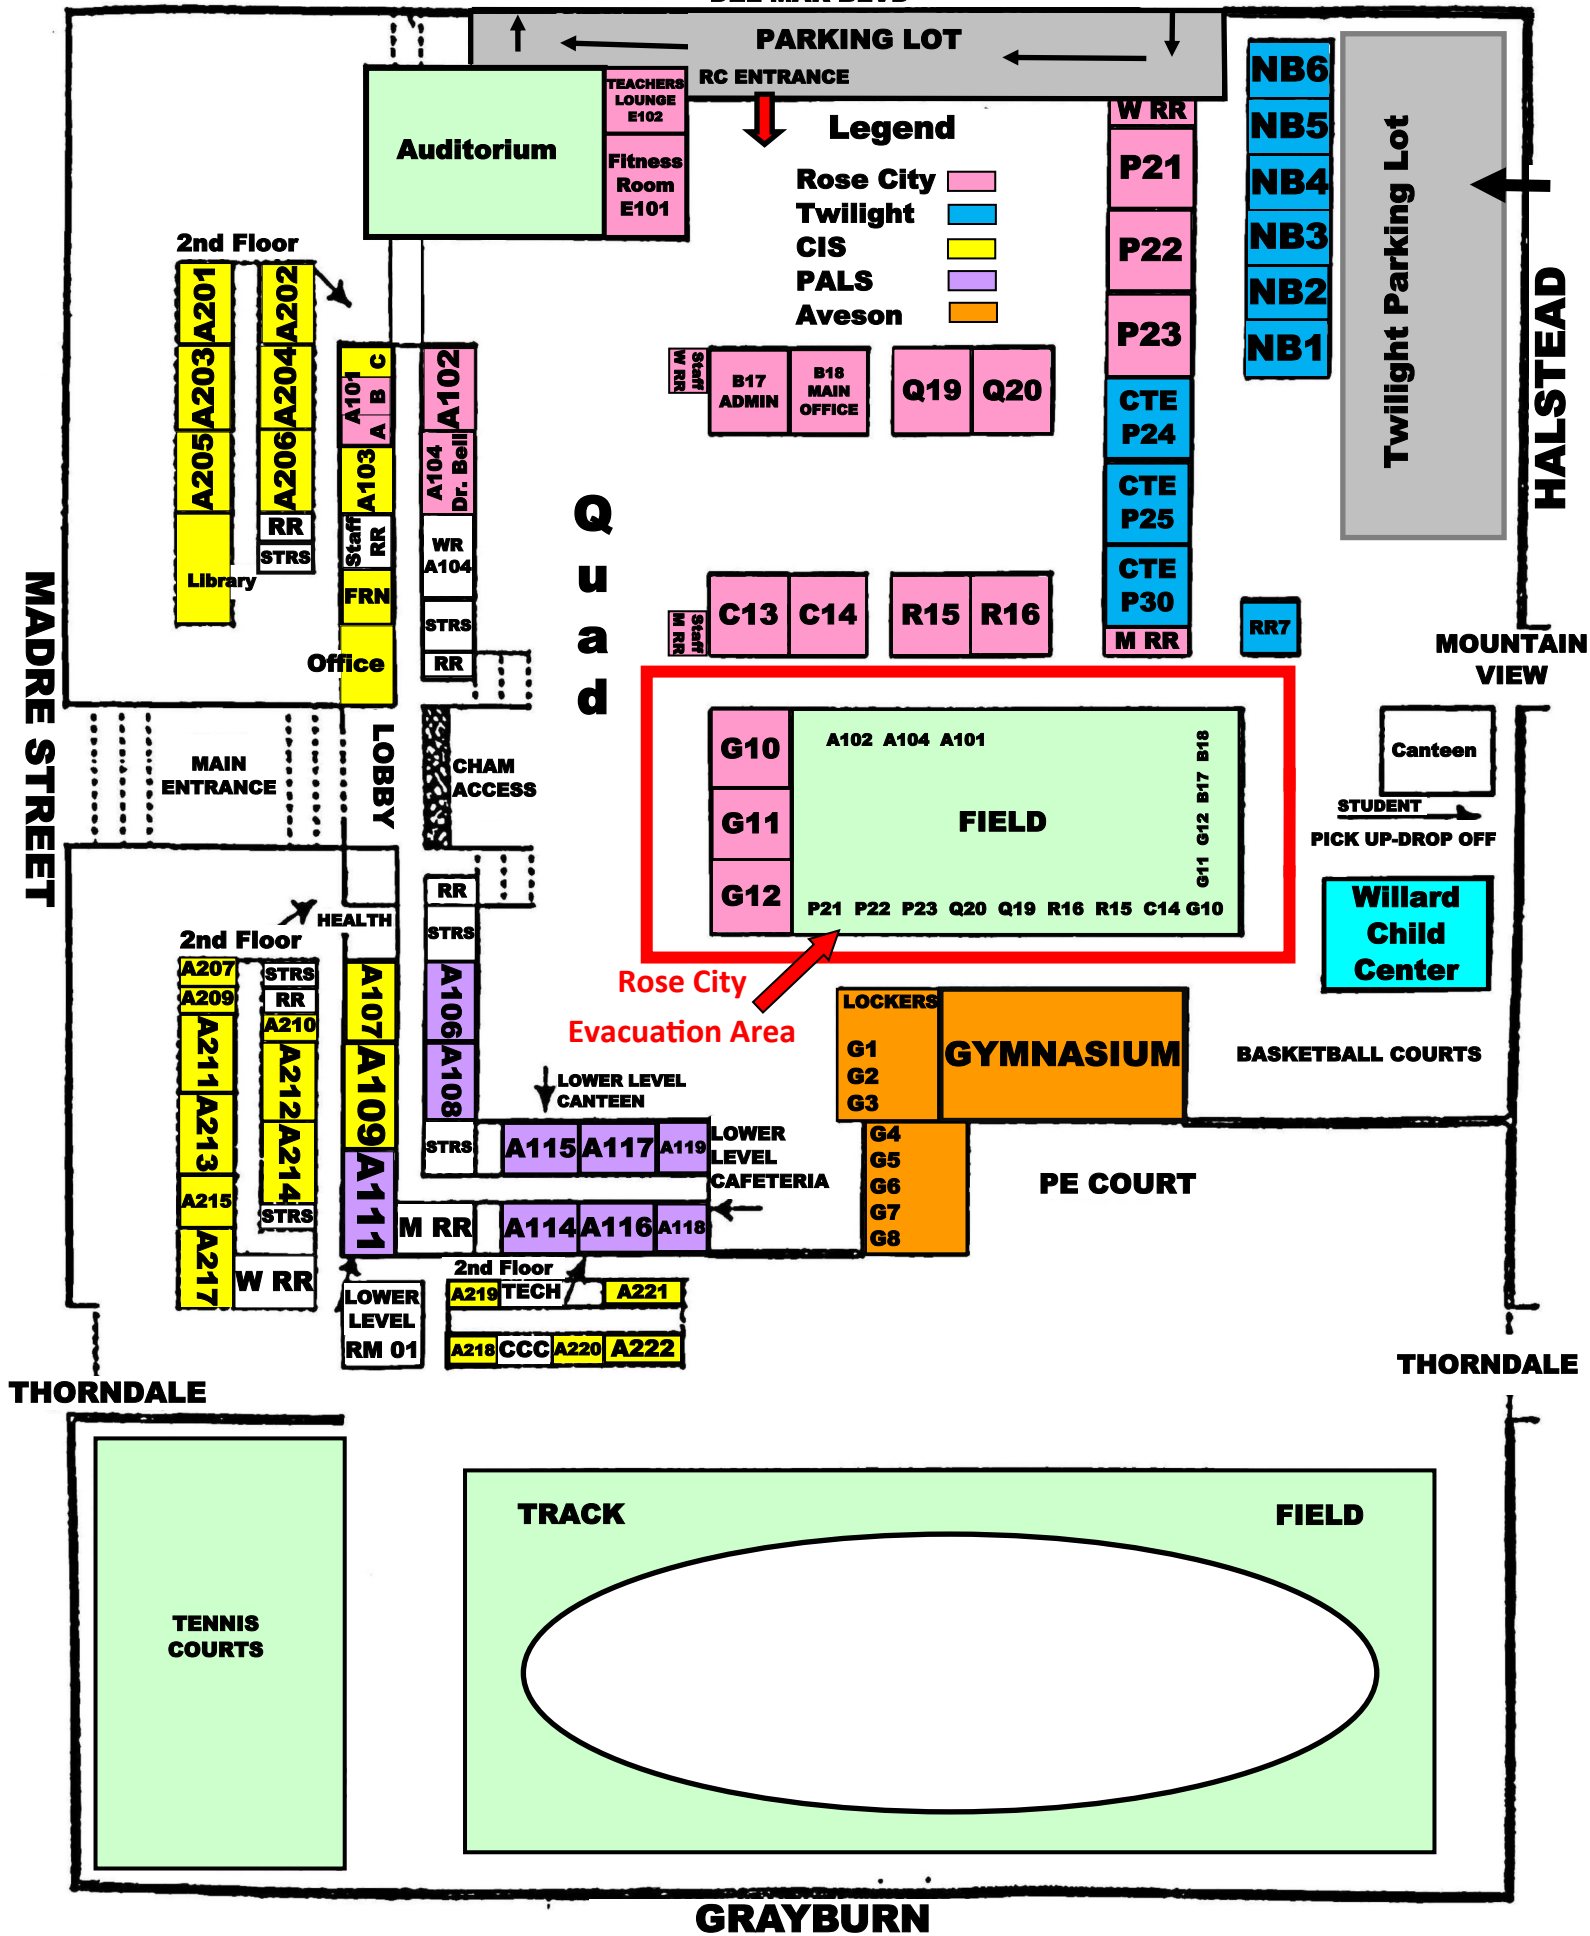 DEL MAR BLVD
PARKING LOT
RC ENTRANCE
TEACHERS
LOUNGE
E102
Auditorium
Fitness
Room
E101
Legend
Rose City
Twilight
CIS
PALS
Aveson
W RR
P21
P22
P23
CTE
P24
CTE
P25
CTE
P30
M RR
NB6
NB5
NB4
NB3
NB2
NB1
RR7
Twilight Parking Lot
HALSTEAD
MOUNTAIN
VIEW
2nd Floor
A201
A202
A203
A204
A205
A206
RR
STRS
Library
C
A101
B
A
A103
Staff
RR
FRN
Office
A102
A104
Dr. Bell
WR
A104
STRS
RR
Staff
W RR
B17
ADMIN
B18
MAIN
OFFICE
Q19
Q20
Quad
Staff
M RR
C13
C14
R15
R16
MADRE STREET
MAIN
ENTRANCE
LOBBY
CHAM
ACCESS
G10
G11
G12
A102 A104 A101
FIELD
G11 G12 B17 B18
P21 P22 P23 Q20 Q19 R16 R15 C14 G10
Canteen
STUDENT
PICK UP-DROP OFF
Willard
Child
Center
Rose City
Evacuation Area
RR
STRS
HEALTH
2nd Floor
A207
A209
A211
A213
A215
A217
STRS
RR
A210
A212
A214
STRS
W RR
A107
A109
A111
A106
A108
STRS
M RR
LOWER LEVEL
CANTEEN
A115
A117
A119
A114
A116
A118
LOWER
LEVEL
CAFETERIA
LOCKERS
G1
G2
G3
G4
G5
G6
G7
G8
GYMNASIUM
BASKETBALL COURTS
PE COURT
LOWER
LEVEL
RM 01
2nd Floor
A219
TECH
A221
A218
CCC
A220
A222
THORNDALE
THORNDALE
TENNIS
COURTS
TRACK
FIELD
GRAYBURN